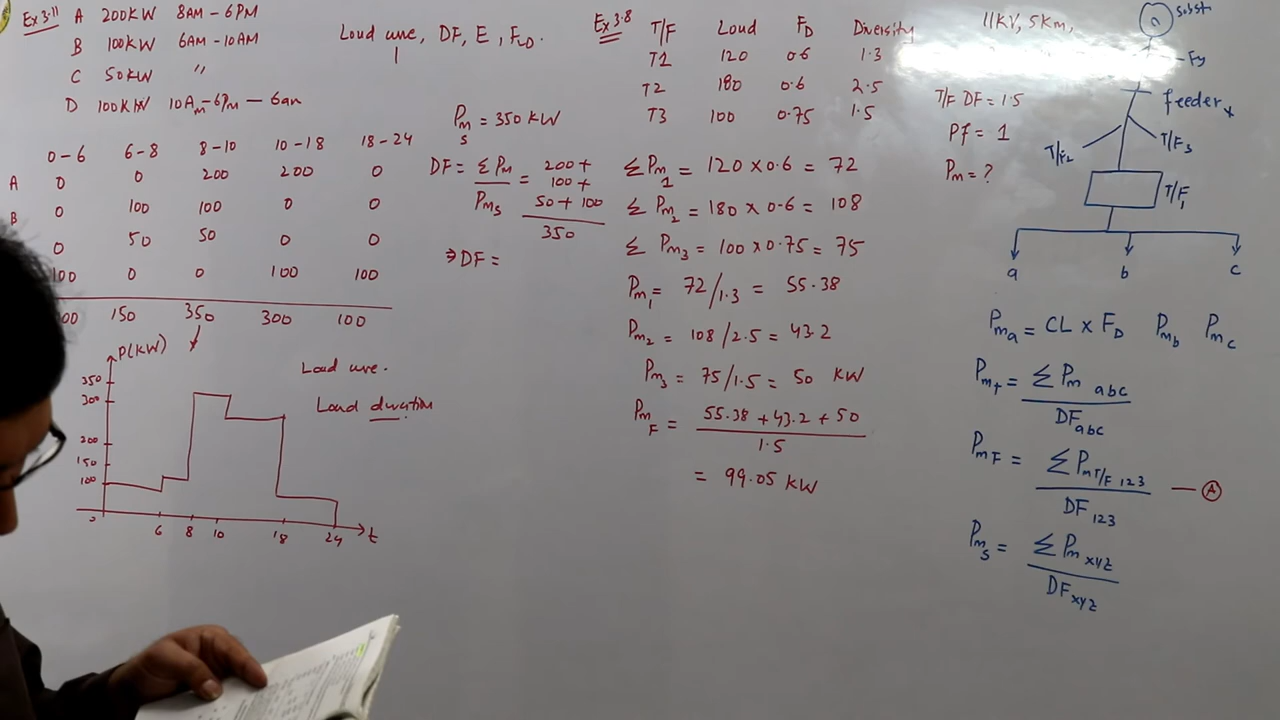 Ex 3.11 A 200KW 8AM - 6PM
B 100KW 6AM - 10AM
C 50KW "
D 100KW 10Am - 6Pm - 6am
0-6 6-8 8-10 10-18 18-24
A 0 0 200 200 0
B 0 100 100 0 0
0 50 50 0 0
100 0 0 100 100
00 150 350 300 100
P(KW)
350
300
200
150
100
0 6 8 10 18 24 t
Load curve.
Load duration
Load curve, DF, E, FLD.
PmS = 350 KW
DF = ΣPm / PmS = 200+100+50+100 / 350
⇒ DF =
Ex 3.8 T/F Load FD Diversity
T1 120 0.6 1.3
T2 180 0.6 2.5
T3 100 0.75 1.5
ΣPm1 = 120 × 0.6 = 72
ΣPm2 = 180 × 0.6 = 108
ΣPm3 = 100 × 0.75 = 75
Pm1 = 72/1.3 = 55.38
Pm2 = 108/2.5 = 43.2
Pm3 = 75/1.5 = 50 KW
PmF = 55.38 + 43.2 + 50 / 1.5
= 99.05 KW
11KV, 5Km,
T/F DF = 1.5
Pf = 1
Pm = ?
Subst
feeder x
T/F2 T/F3
T/F1
a b c
Pma = CL × FD Pmb Pmc
Pmt = ΣPm abc / DFabc
PmF = ΣPmT/F 123 / DF123 — A
PmS = ΣPm xyz / DFxyz